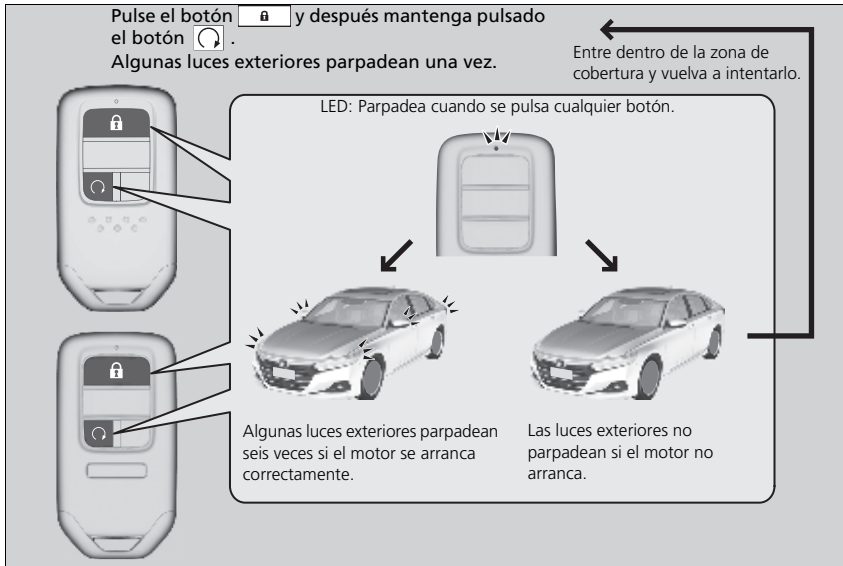 Pulse el botón y después mantenga pulsado
el botón .
Algunas luces exteriores parpadean una vez.
Entre dentro de la zona de
cobertura y vuelva a intentarlo.
LED: Parpadea cuando se pulsa cualquier botón.
Algunas luces exteriores parpadean
seis veces si el motor se arranca
correctamente.
Las luces exteriores no
parpadean si el motor no
arranca.